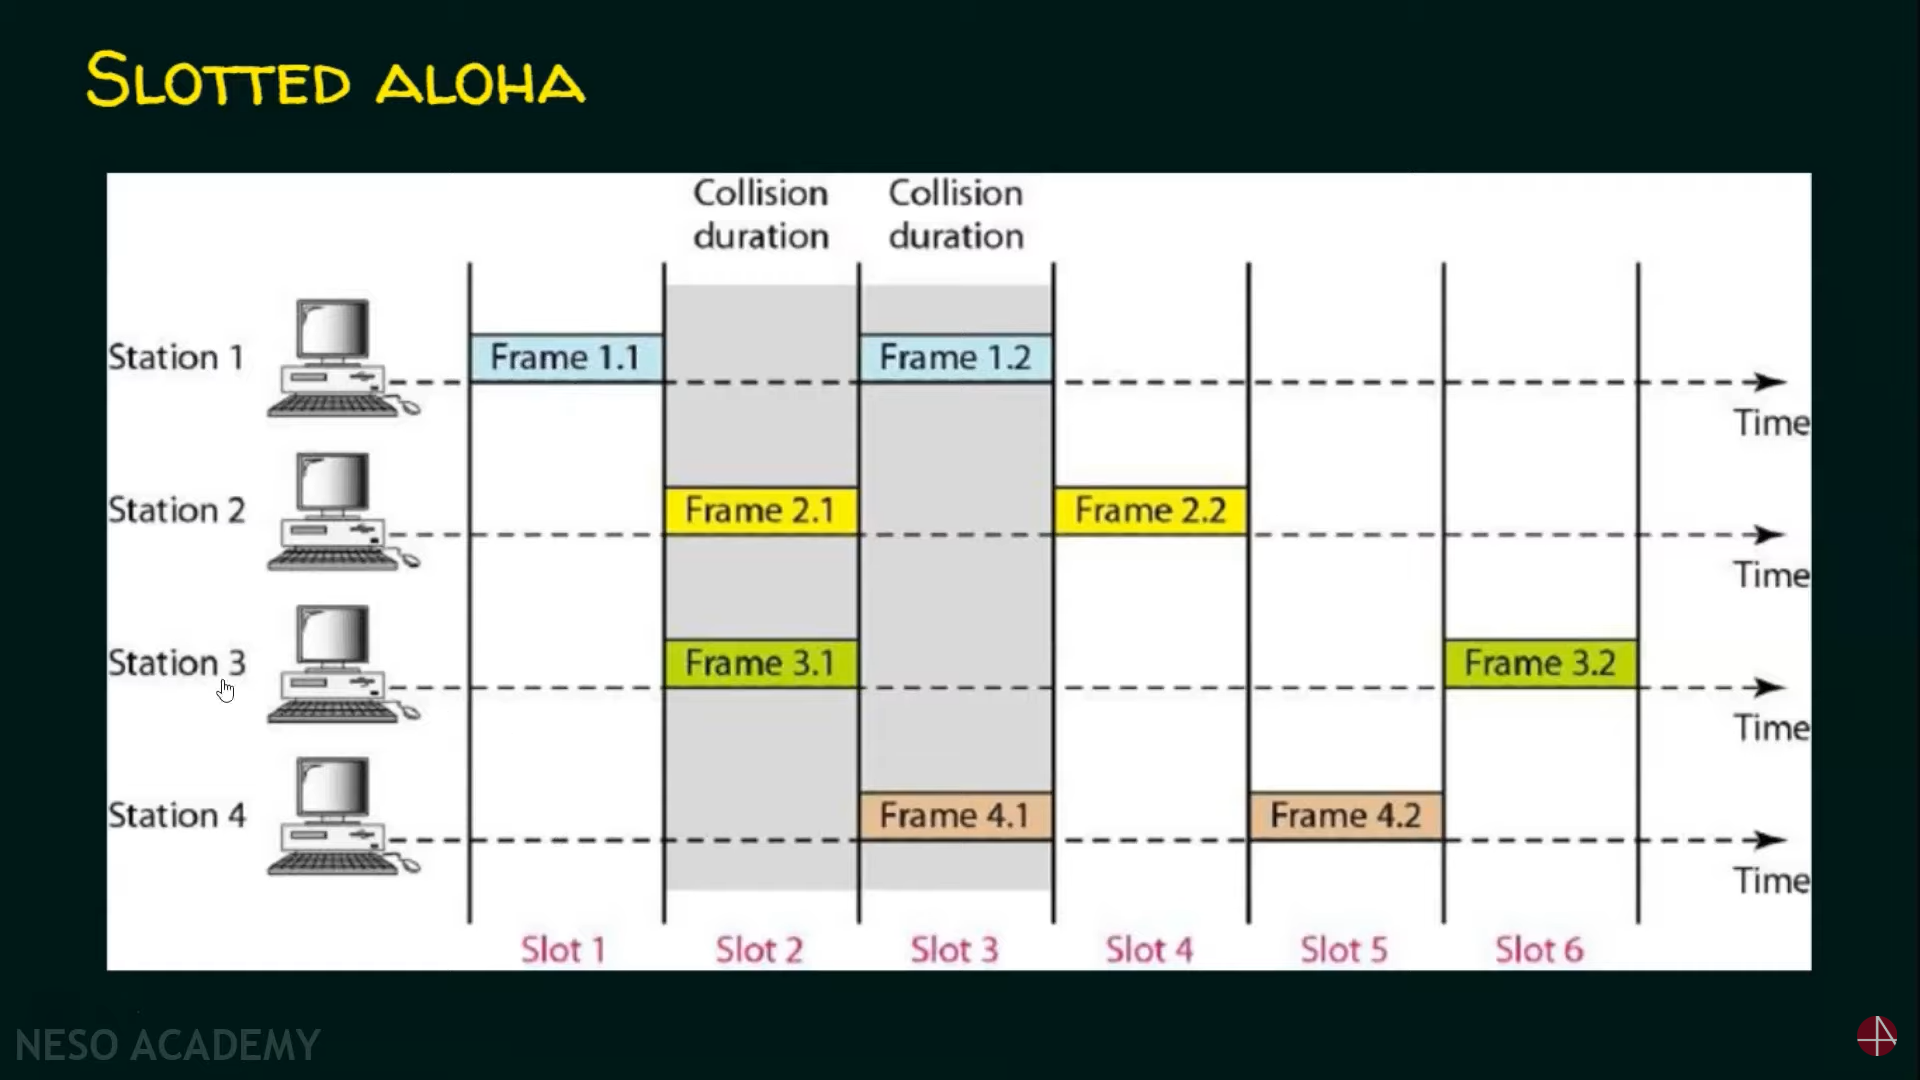 SLOTTED ALOHA
Collision duration
Collision duration
Station 1
Frame 1.1
Frame 1.2
Time
Station 2
Frame 2.1
Frame 2.2
Time
Station 3
Frame 3.1
Frame 3.2
Time
Station 4
Frame 4.1
Frame 4.2
Time
Slot 1
Slot 2
Slot 3
Slot 4
Slot 5
Slot 6
NESO ACADEMY